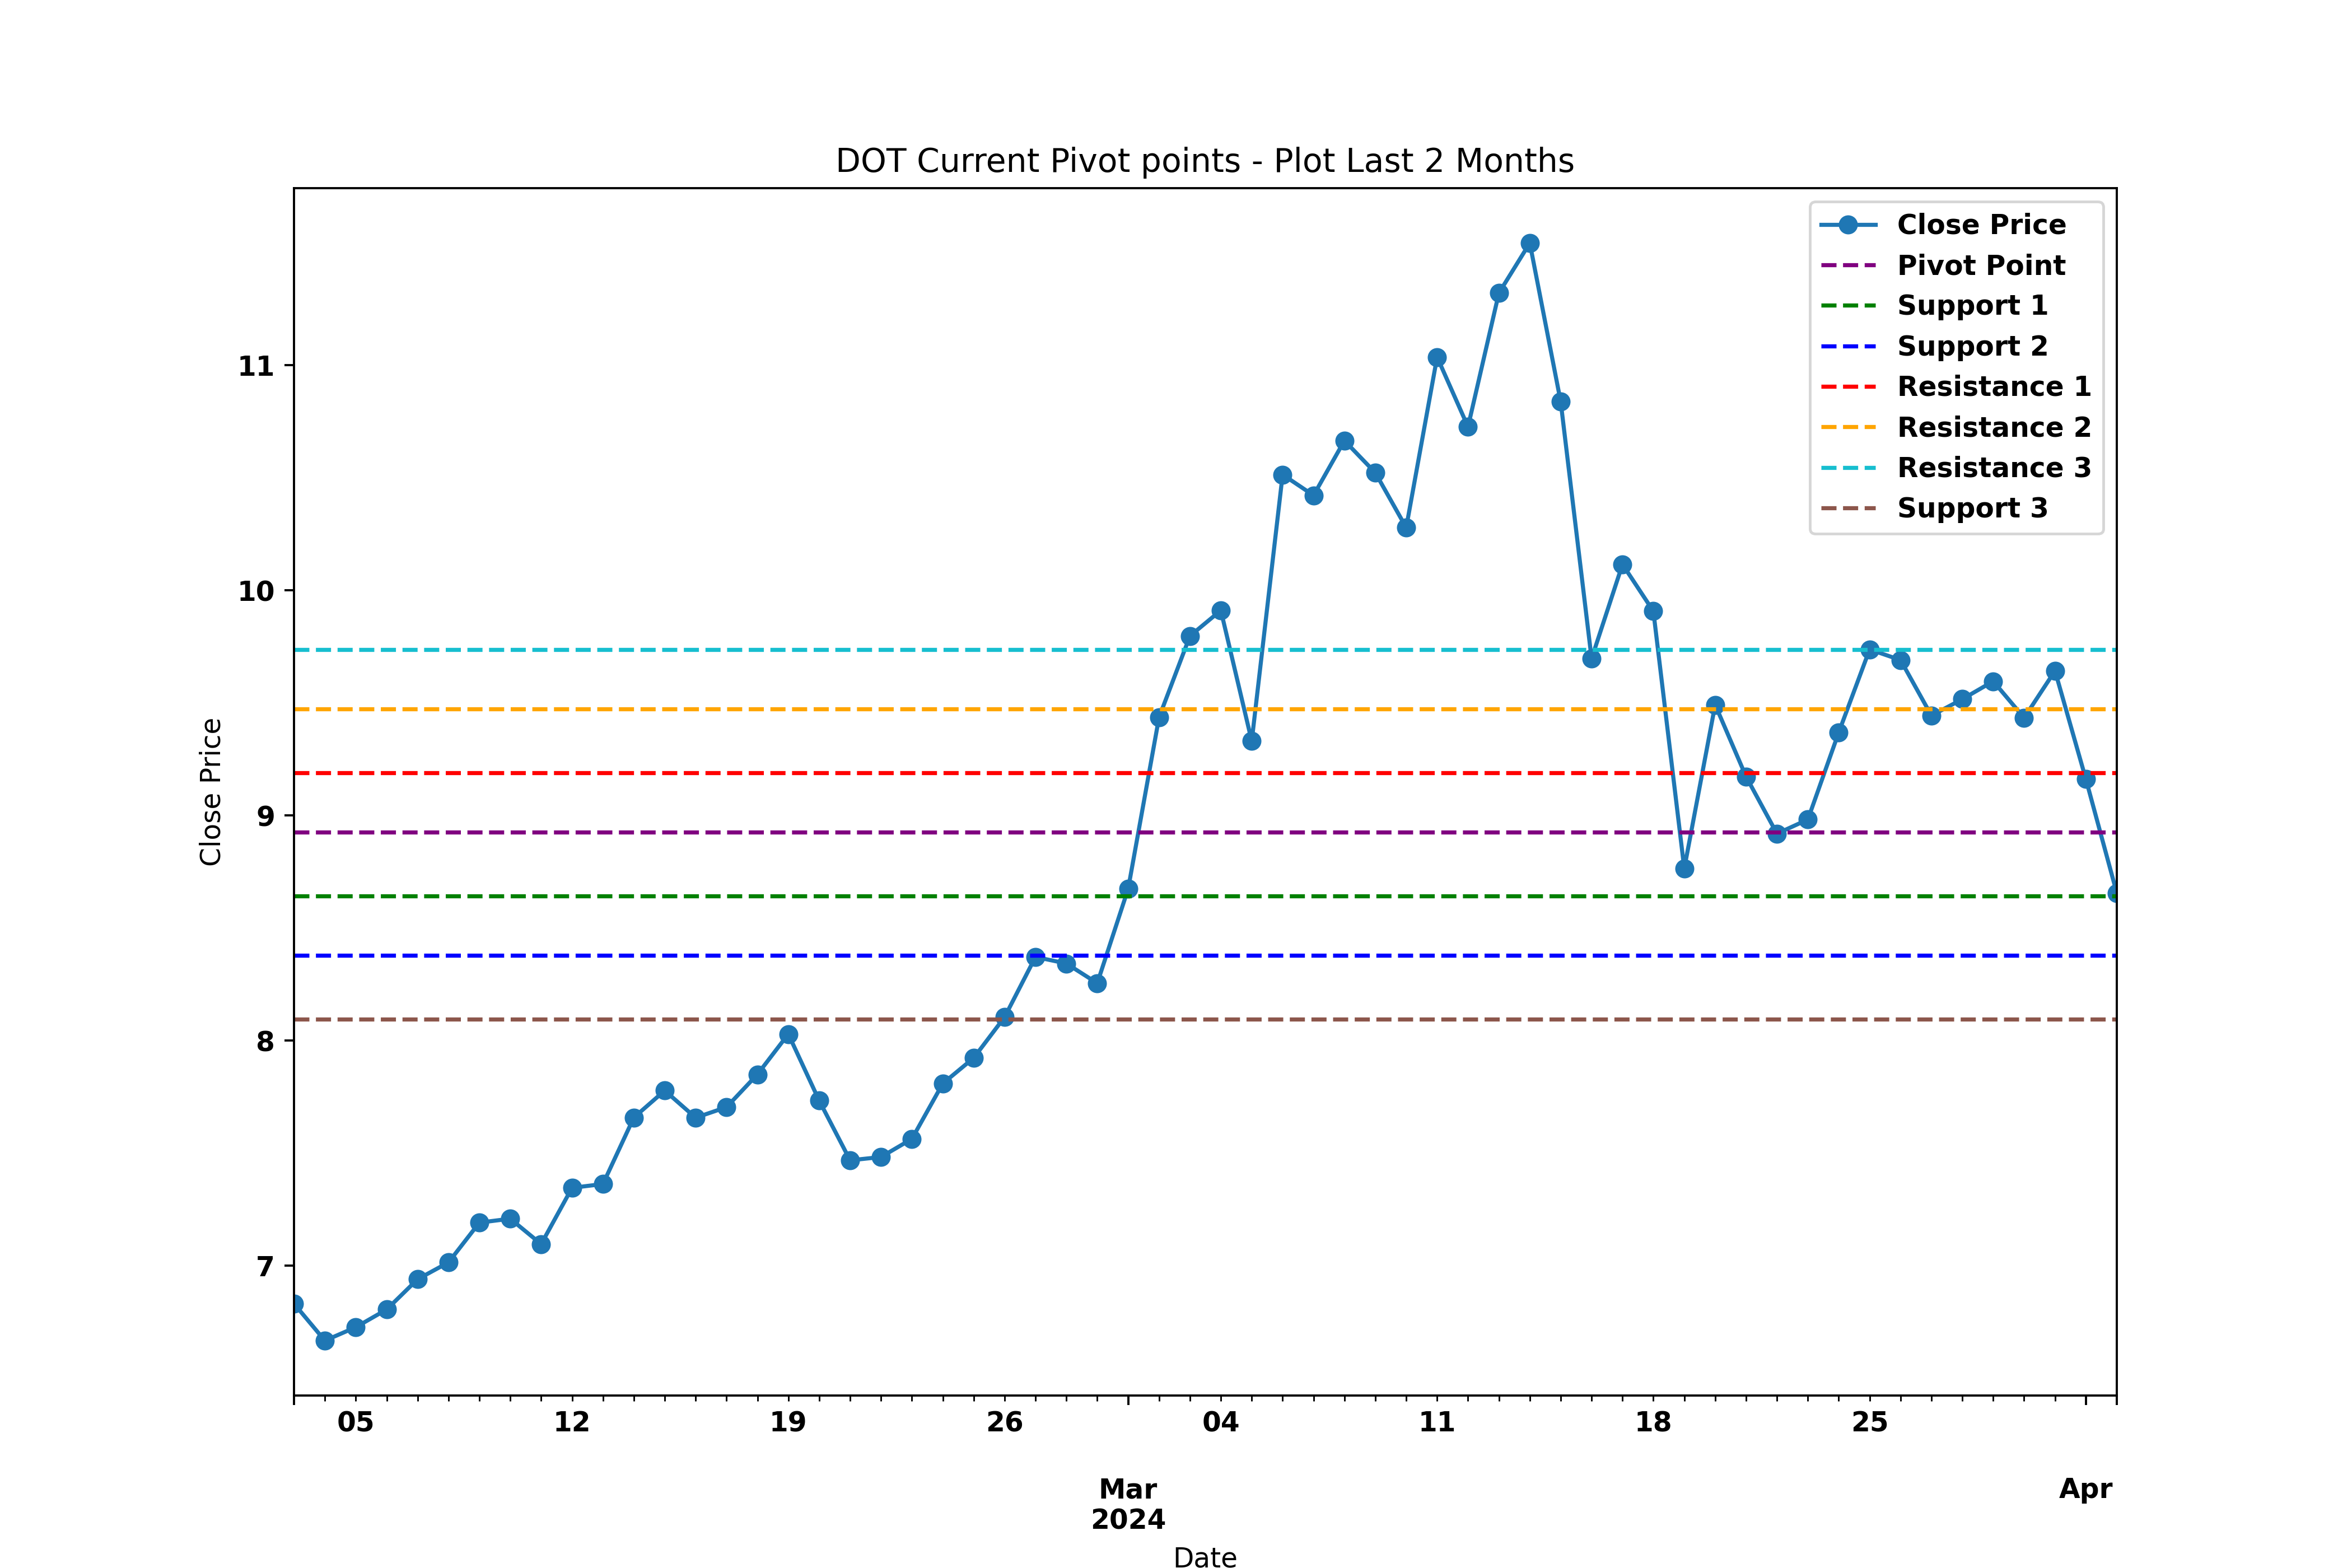 DOT Current Pivot points - Plot Last 2 Months
Close Price
Pivot Point
Support 1
Support 2
Resistance 1
Resistance 2
Resistance 3
Support 3
Close Price
11
10
9
8
7
05 12 19 26 04 11 18 25
Mar Apr
2024
Date